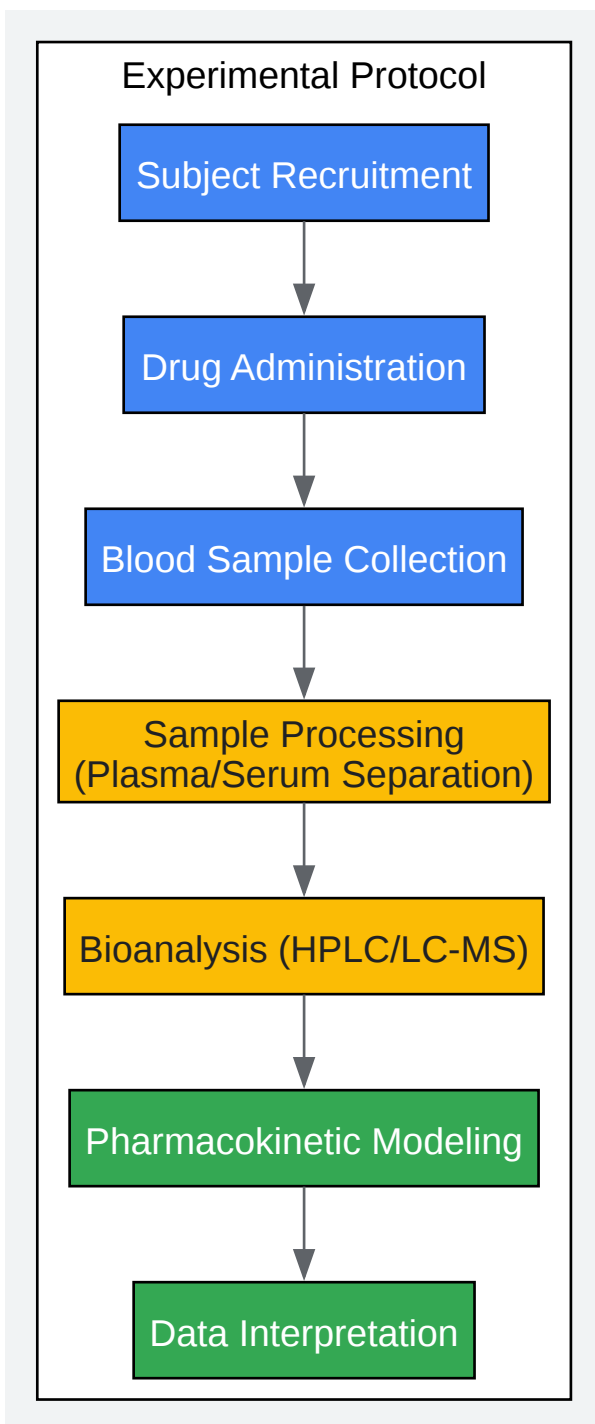 Experimental Protocol
Subject Recruitment
Drug Administration
Blood Sample Collection
Sample Processing
(Plasma/Serum Separation)
Bioanalysis (HPLC/LC-MS)
Pharmacokinetic Modeling
Data Interpretation